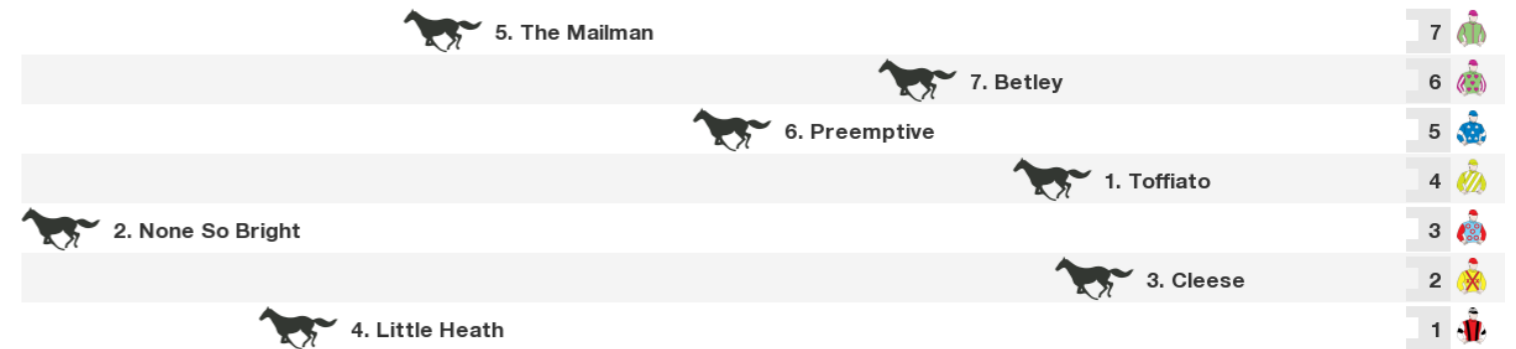 5. The Mailman 7
7. Betley 6
6. Preemptive 5
1. Toffiato 4
2. None So Bright 3
3. Cleese 2
4. Little Heath 1